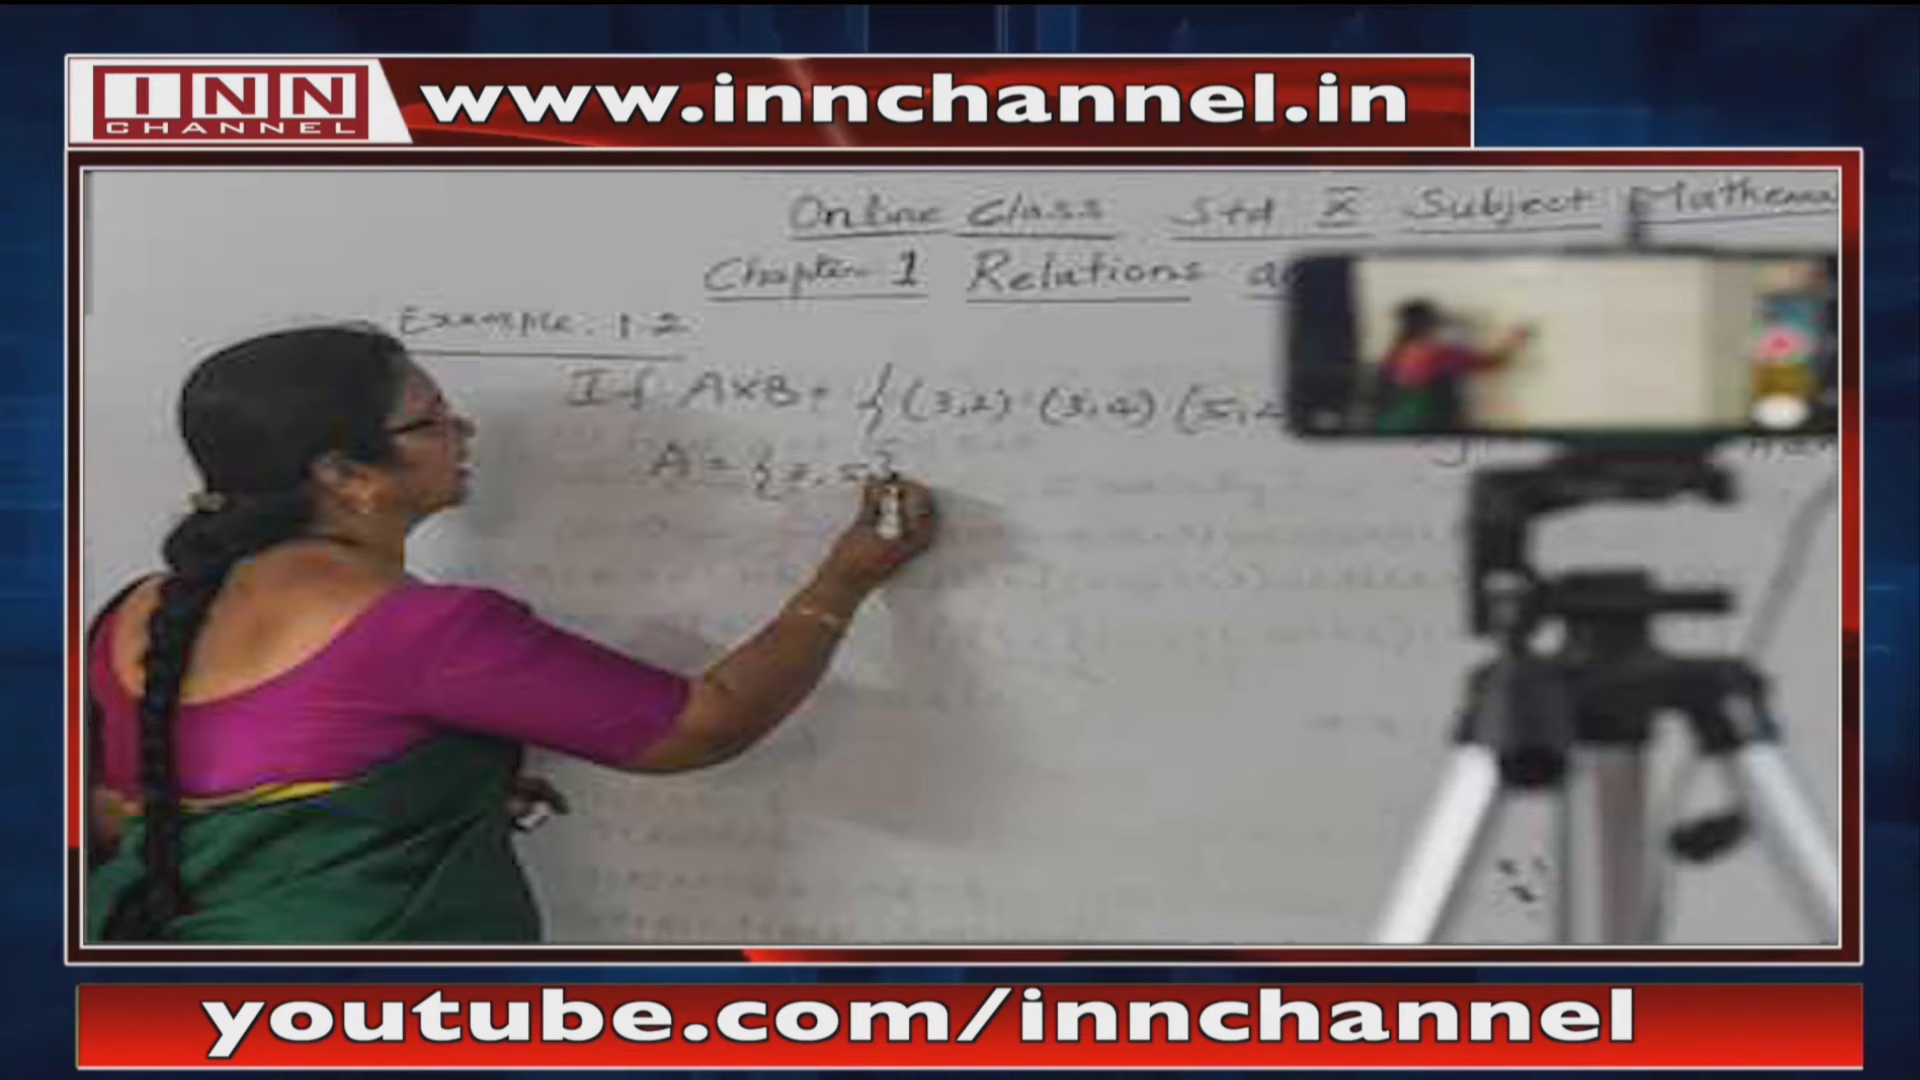 INN
CHANNEL
www.innchannel.in
Online Class Std X Subject Mathema
Chapter 1 Relations a
Example 1.2
If A×B = { (3,2) (3,4) (5,2
A = {3, 5}
youtube.com/innchannel